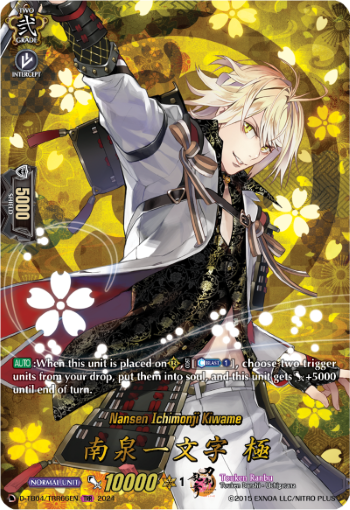 TWO
弐
GRADE
INTERCEPT
5000
SHIELD
AUTO :When this unit is placed on R, COST [SOUL-BLAST 1], choose two trigger
units from your drop, put them into soul, and this unit gets +5000
until end of turn.
Nansen Ichimonji Kiwame
南泉一文字 極
NORMAL UNIT
10000
1
Touken Ranbu
D-TB04/TBR06EN
2024
©2015 EXNOA LLC/NITRO PLUS